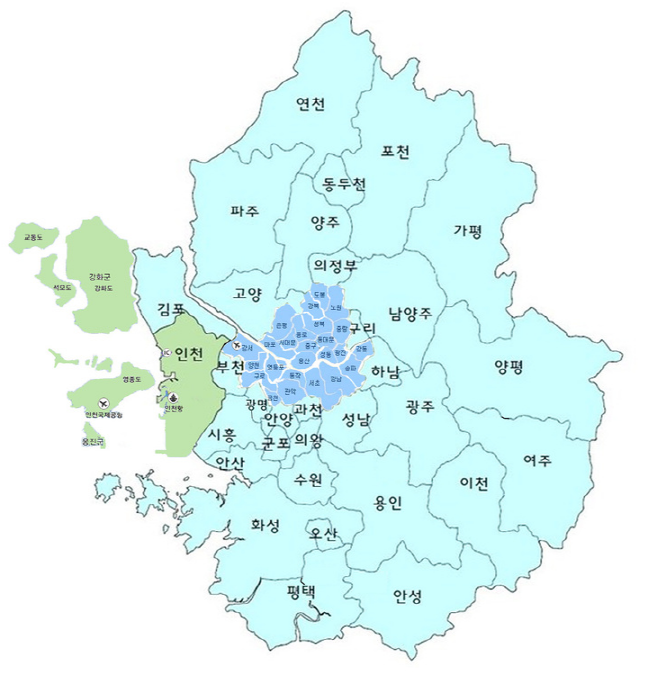 연천
포천
동두천
파주
양주
가평
교동도
의정부
강화군
서모도
강화도
고양
도봉
강북
노원
김포
남양주
은평
성북
중랑
구리
종로
동대문
서대문
마포
강서
중구
인천
성동
광진
강동
양평
부천
양천
영등포
용산
송파
하남
영종도
구로
동작
서초
강남
관악
금천
인천국제공항
인천항
광명
과천
광주
안양
성남
시흥
군포
의왕
옹진군
안산
여주
수원
이천
용인
화성
오산
평택
안성